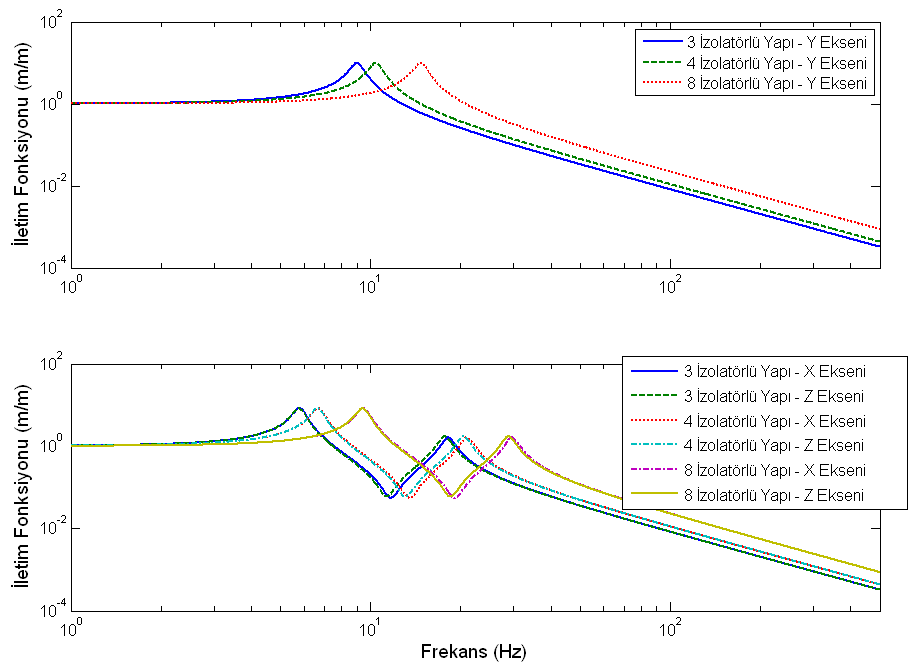 İletim Fonksiyonu (m/m)
10^2
10^0
10^-2
10^-4
3 İzolatörlü Yapı - Y Ekseni
4 İzolatörlü Yapı - Y Ekseni
8 İzolatörlü Yapı - Y Ekseni
10^0
10^1
10^2
İletim Fonksiyonu (m/m)
10^2
10^0
10^-2
10^-4
3 İzolatörlü Yapı - X Ekseni
3 İzolatörlü Yapı - Z Ekseni
4 İzolatörlü Yapı - X Ekseni
4 İzolatörlü Yapı - Z Ekseni
8 İzolatörlü Yapı - X Ekseni
8 İzolatörlü Yapı - Z Ekseni
10^0
10^1
10^2
Frekans (Hz)